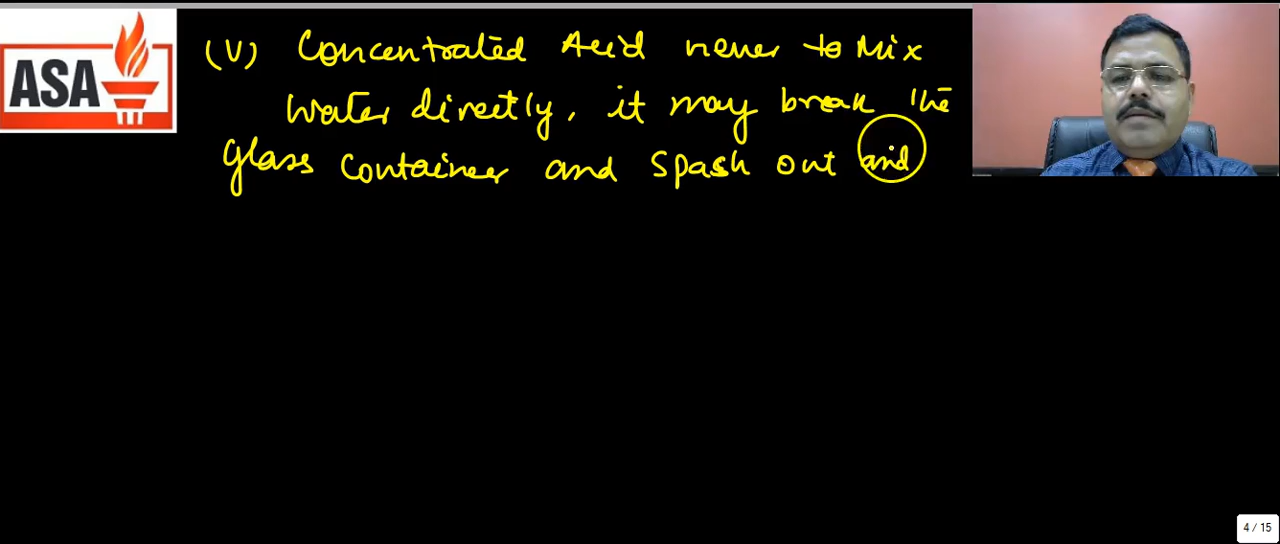 ASA
(V) Concentrated Acid never to Mix
water directly, it may break the
glass container and spash out acid
4 / 15